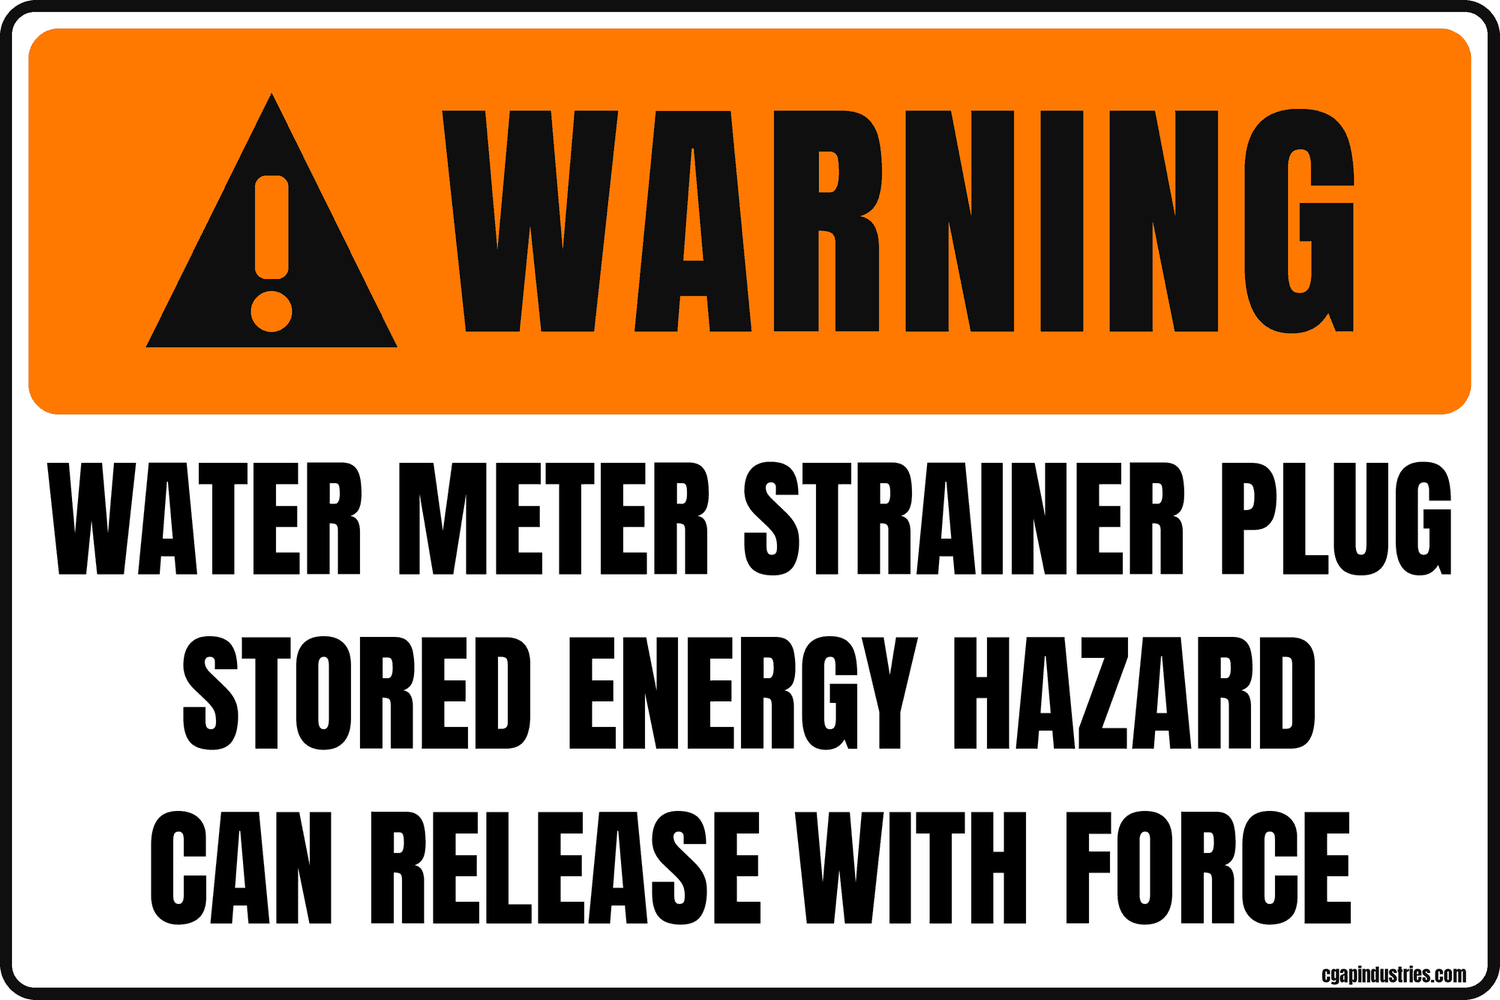 WARNING
WATER METER STRAINER PLUG
STORED ENERGY HAZARD
CAN RELEASE WITH FORCE
cgapindustries.com